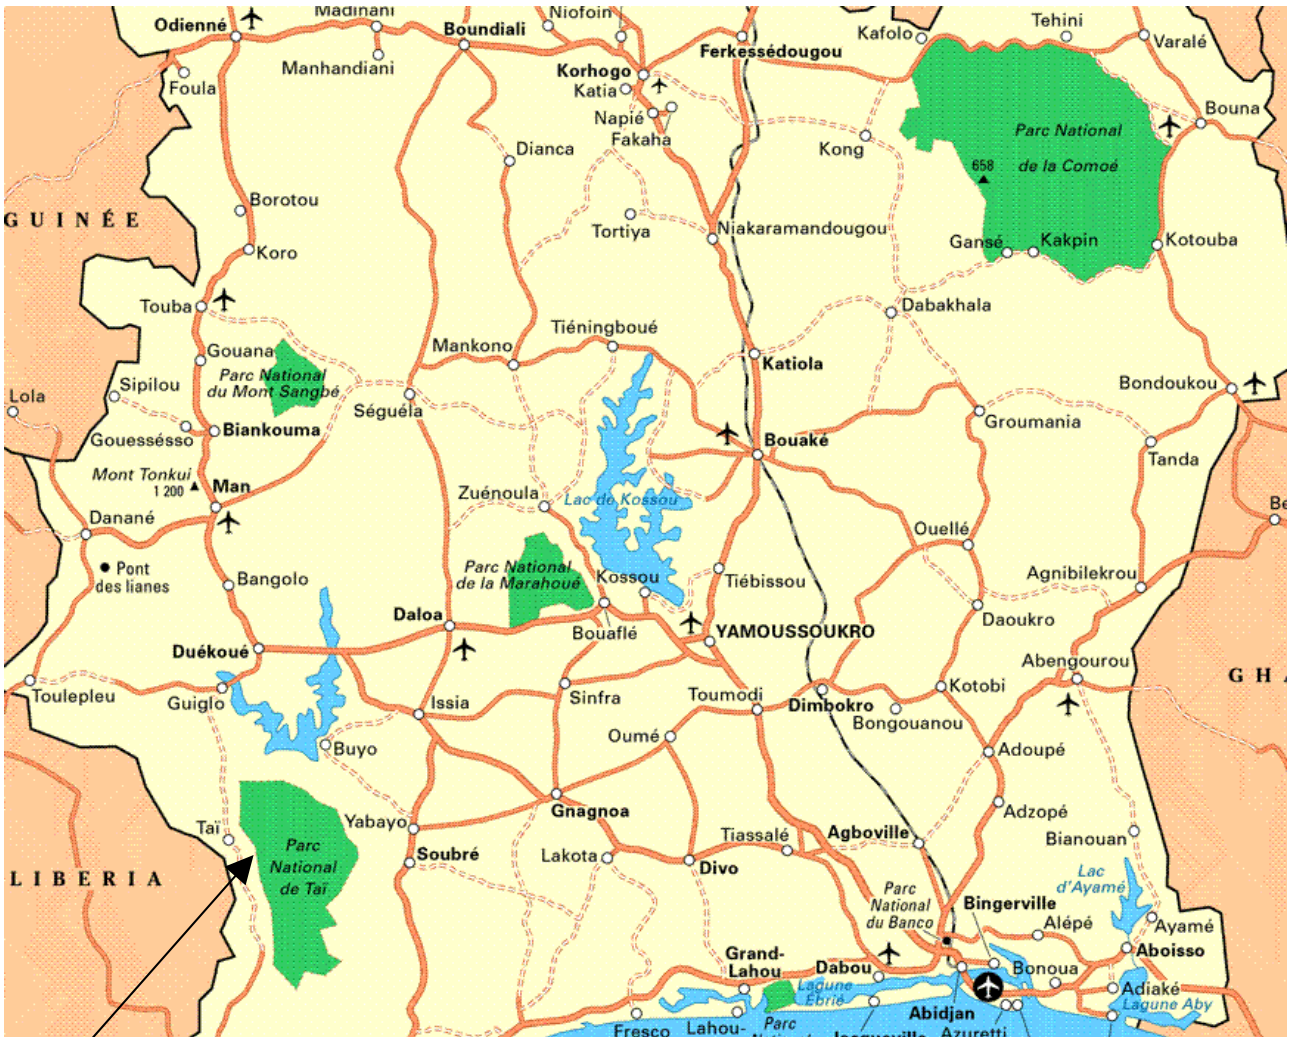 Madinani
Niofoin
Odienné
Boundiali
Ferkessédougou
Kafolo
Tehini
Varalé
Manhandiani
Foula
Korhogo
Katia
Napié
Fakaha
Bouna
Parc National
de la Comoé
658
Kong
Dianca
Borotou
GUINÉE
Tortiya
Niakaramandougou
Koro
Gansé
Kakpin
Kotouba
Touba
Dabakhala
Tiéningboué
Mankono
Katiola
Gouana
Parc National
du Mont Sangbé
Sipilou
Lola
Séguéla
Bondoukou
Groumania
Gouessésso
Biankouma
Bouaké
Tanda
Mont Tonkui
1 200
Man
Zuénoula
Lac de Kossou
Danané
Ouellé
Pont
des lianes
Bangolo
Parc National
de la Marahoué
Kossou
Tiébissou
Agnibilekrou
Daloa
Bouaflé
YAMOUSSOUKRO
Daoukro
Duékoué
Abengourou
Toulepleu
Guiglo
Issia
Sinfra
Toumodi
Dimbokro
Kotobi
Bongouanou
Buyo
Oumé
Adoupé
Gnagnoa
Adzopé
Taï
Yabayo
Soubré
Parc
National
de Taï
Lakota
Tiassalé
Divo
Agboville
Bianouan
LIBERIA
Lac
d'Ayamé
Parc
National
du Banco
Bingerville
Alépé
Ayamé
Aboisso
Grand-
Lahou
Dabou
Bonoua
Lagune
Ébrié
Adiaké
Lagune Aby
Abidjan
Fresco
Lahou-
Parc
Azuretti